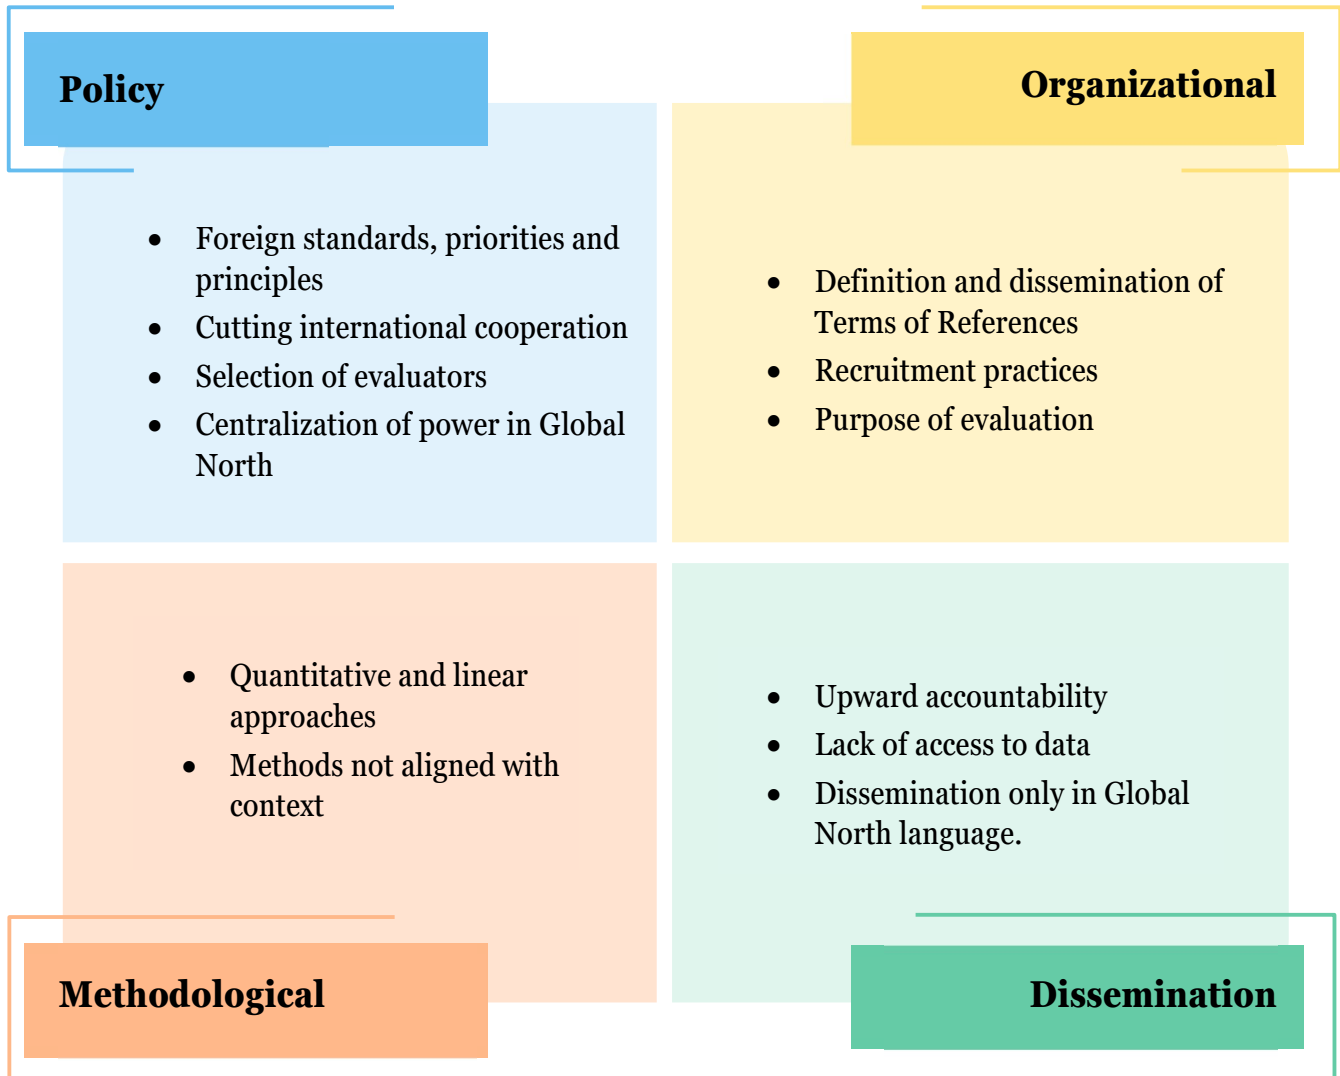 Policy
• Foreign standards, priorities and
principles
• Cutting international cooperation
• Selection of evaluators
• Centralization of power in Global
North
Organizational
• Definition and dissemination of
Terms of References
• Recruitment practices
• Purpose of evaluation
• Quantitative and linear
approaches
• Methods not aligned with
context
Methodological
• Upward accountability
• Lack of access to data
• Dissemination only in Global
North language.
Dissemination